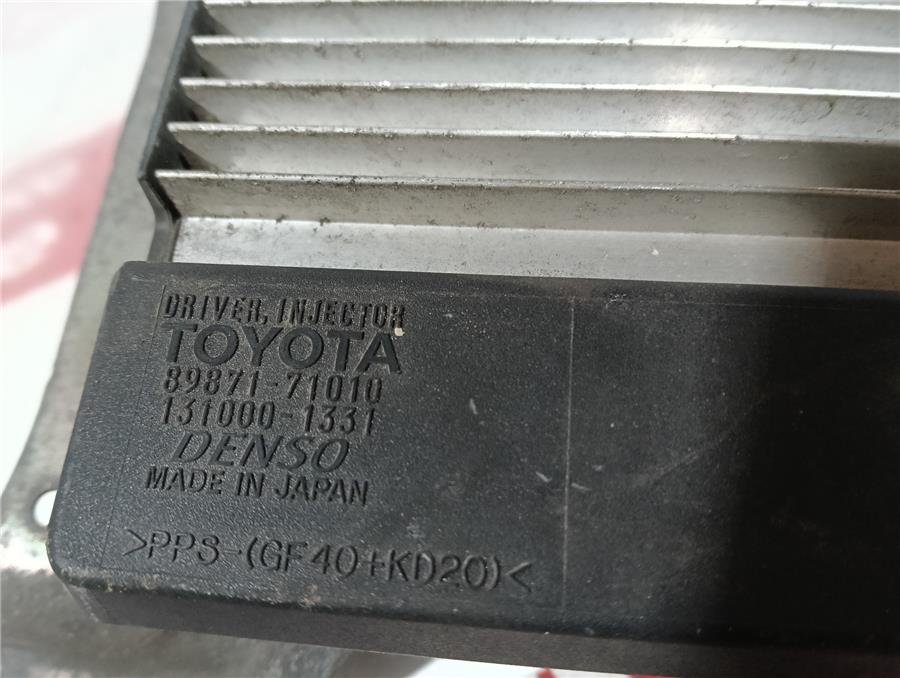 DRIVER, INJECTOR
TOYOTA
89871-71010
131000-1331
DENSO
MADE IN JAPAN
>PPS-(GF40+KD20)<